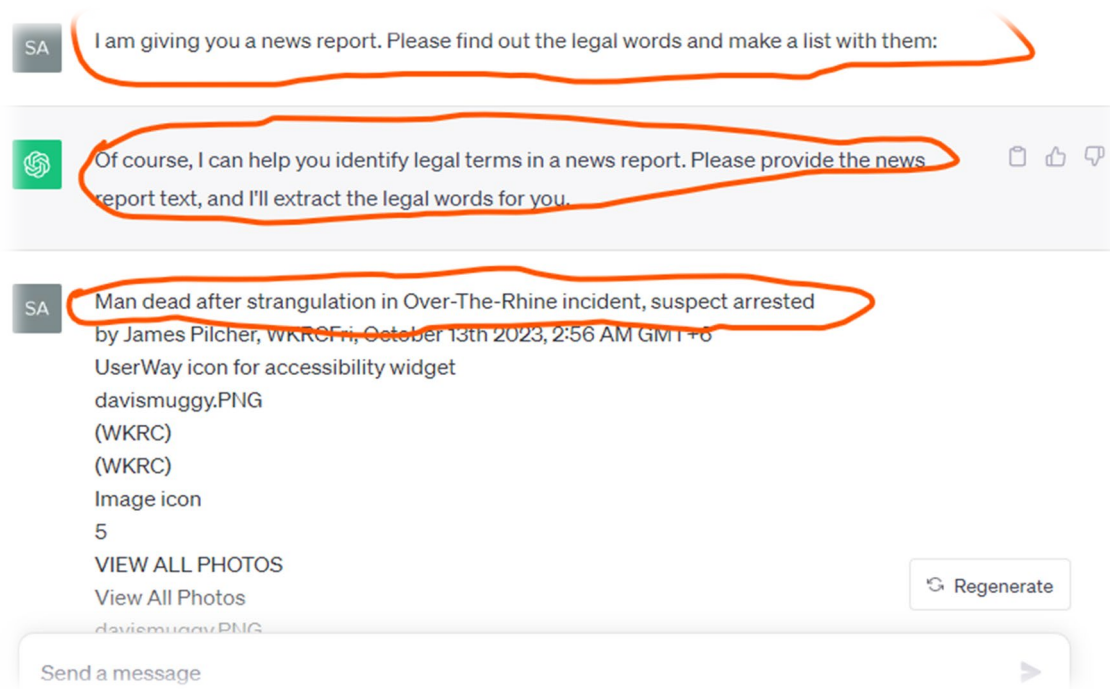 SA
I am giving you a news report. Please find out the legal words and make a list with them:
Of course, I can help you identify legal terms in a news report. Please provide the news
report text, and I'll extract the legal words for you.
SA
Man dead after strangulation in Over-The-Rhine incident, suspect arrested
by James Pilcher, WKRCFri, October 13th 2023, 2:56 AM GMT+6
UserWay icon for accessibility widget
davismuggy.PNG
(WKRC)
(WKRC)
Image icon
5
VIEW ALL PHOTOS
View All Photos
Regenerate
davismuggy.PNG
Send a message